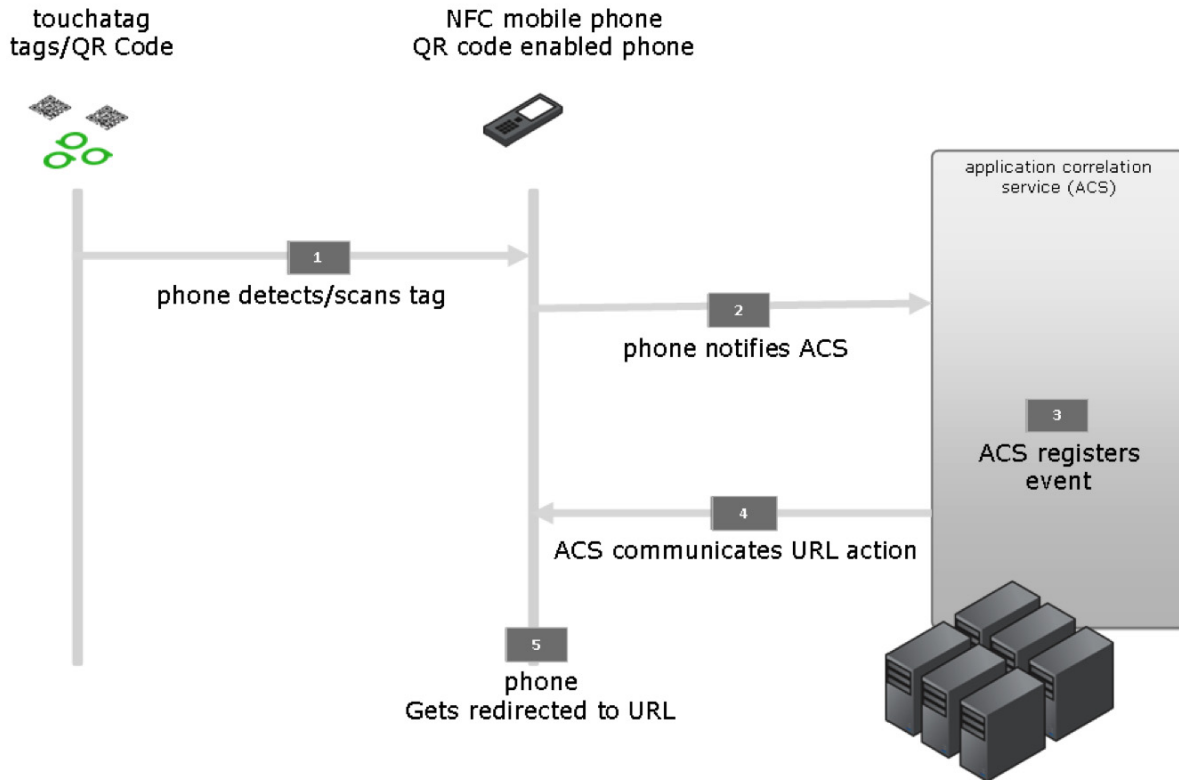 touchatag
tags/QR Code
NFC mobile phone
QR code enabled phone
application correlation
service (ACS)
1
phone detects/scans tag
2
phone notifies ACS
3
ACS registers
event
4
ACS communicates URL action
5
phone
Gets redirected to URL